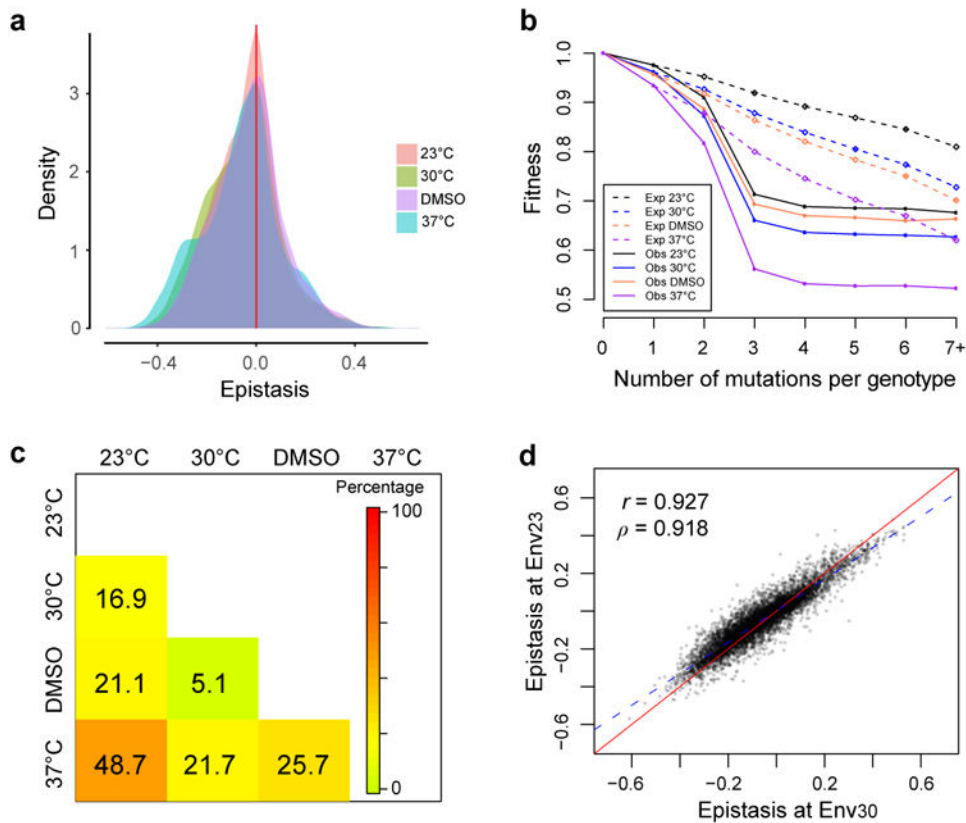 a
Density
3
2
1
0
−0.4
0.0
0.4
Epistasis
23°C
30°C
DMSO
37°C
b
Fitness
1.0
0.9
0.8
0.7
0.6
0.5
Exp 23°C
Exp 30°C
Exp DMSO
Exp 37°C
Obs 23°C
Obs 30°C
Obs DMSO
Obs 37°C
0 1 2 3 4 5 6 7+
Number of mutations per genotype
c
23°C 30°C DMSO 37°C
Percentage
100
0
23°C
30°C
DMSO
37°C
16.9
21.1 5.1
48.7 21.7 25.7
d
r = 0.927
ρ = 0.918
Epistasis at Env23
0.6
0.2
−0.2
−0.6
−0.6 −0.2 0.2 0.6
Epistasis at Env30